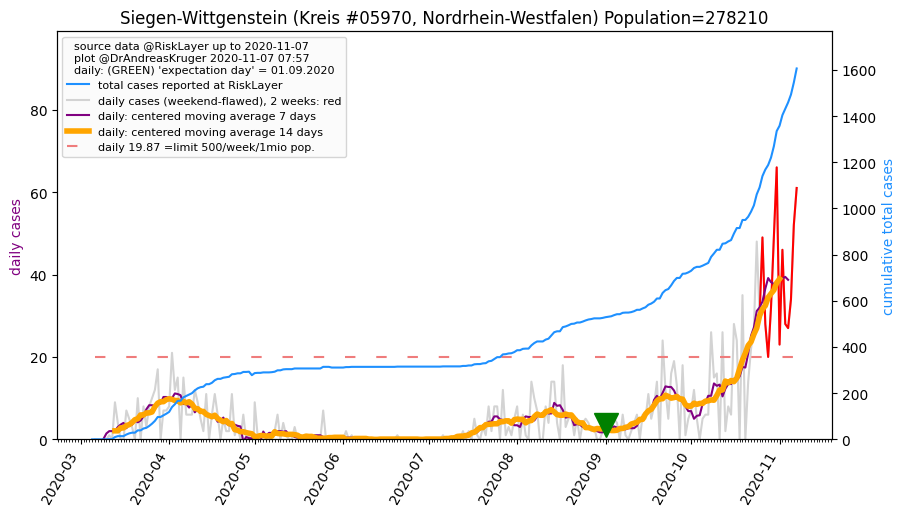 Siegen-Wittgenstein (Kreis #05970, Nordrhein-Westfalen) Population=278210
source data @RiskLayer up to 2020-11-07
plot @DrAndreasKruger 2020-11-07 07:57
daily: (GREEN) 'expectation day' = 01.09.2020
total cases reported at RiskLayer
daily cases (weekend-flawed), 2 weeks: red
daily: centered moving average 7 days
daily: centered moving average 14 days
daily 19.87 =limit 500/week/1mio pop.
daily cases
80
60
40
20
0
cumulative total cases
1600
1400
1200
1000
800
600
400
200
0
2020-03
2020-04
2020-05
2020-06
2020-07
2020-08
2020-09
2020-10
2020-11